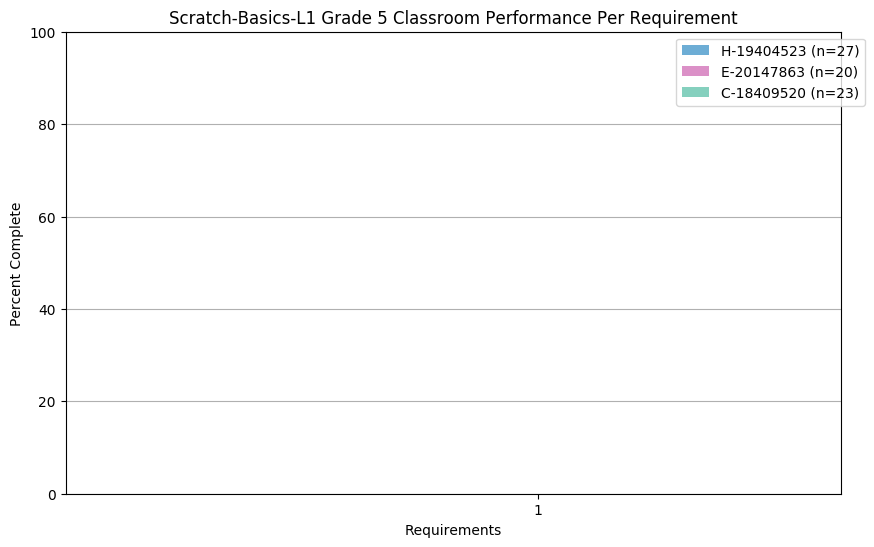 Scratch-Basics-L1 Grade 5 Classroom Performance Per Requirement
H-19404523 (n=27)
E-20147863 (n=20)
C-18409520 (n=23)
Percent Complete
100
80
60
40
20
0
1
Requirements